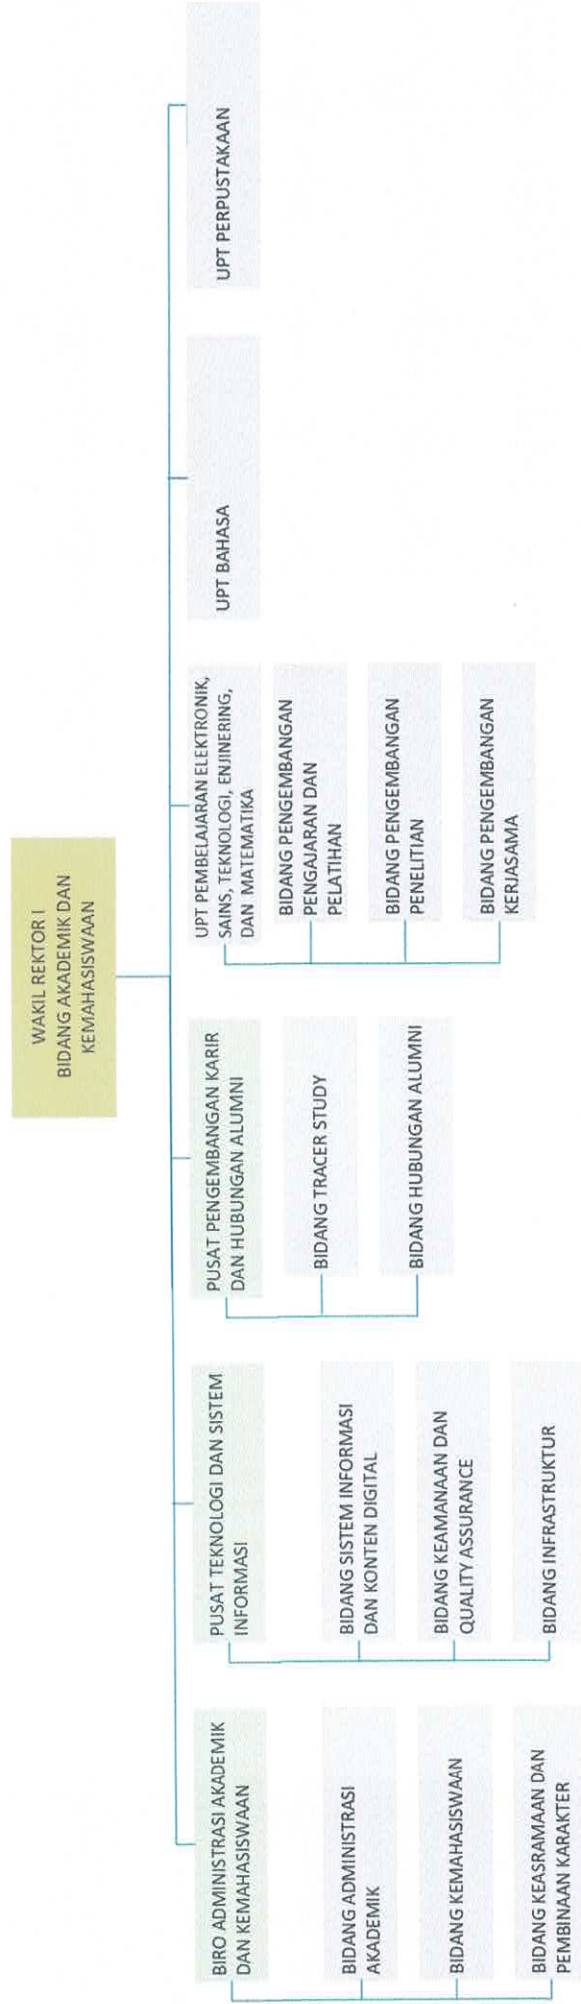 WAKIL REKTOR I
BIDANG AKADEMIK DAN
KEMAHASISWAAN
BIRO ADMINISTRASI AKADEMIK
DAN KEMAHASISWAAN
BIDANG ADMINISTRASI
AKADEMIK
BIDANG KEMAHASISWAAN
BIDANG KEASRAMAAN DAN
PEMBINAAN KARAKTER
PUSAT TEKNOLOGI DAN SISTEM
INFORMASI
BIDANG SISTEM INFORMASI
DAN KONTEN DIGITAL
BIDANG KEAMANAAN DAN
QUALITY ASSURANCE
BIDANG INFRASTRUKTUR
PUSAT PENGEMBANGAN KARIR
DAN HUBUNGAN ALUMNI
BIDANG TRACER STUDY
BIDANG HUBUNGAN ALUMNI
UPT PEMBELAJARAN ELEKTRONIK,
SAINS, TEKNOLOGI, ENJINERING,
DAN MATEMATIKA
BIDANG PENGEMBANGAN
PENGAJARAN DAN
PELATIHAN
BIDANG PENGEMBANGAN
PENELITIAN
BIDANG PENGEMBANGAN
KERJASAMA
UPT BAHASA
UPT PERPUSTAKAAN